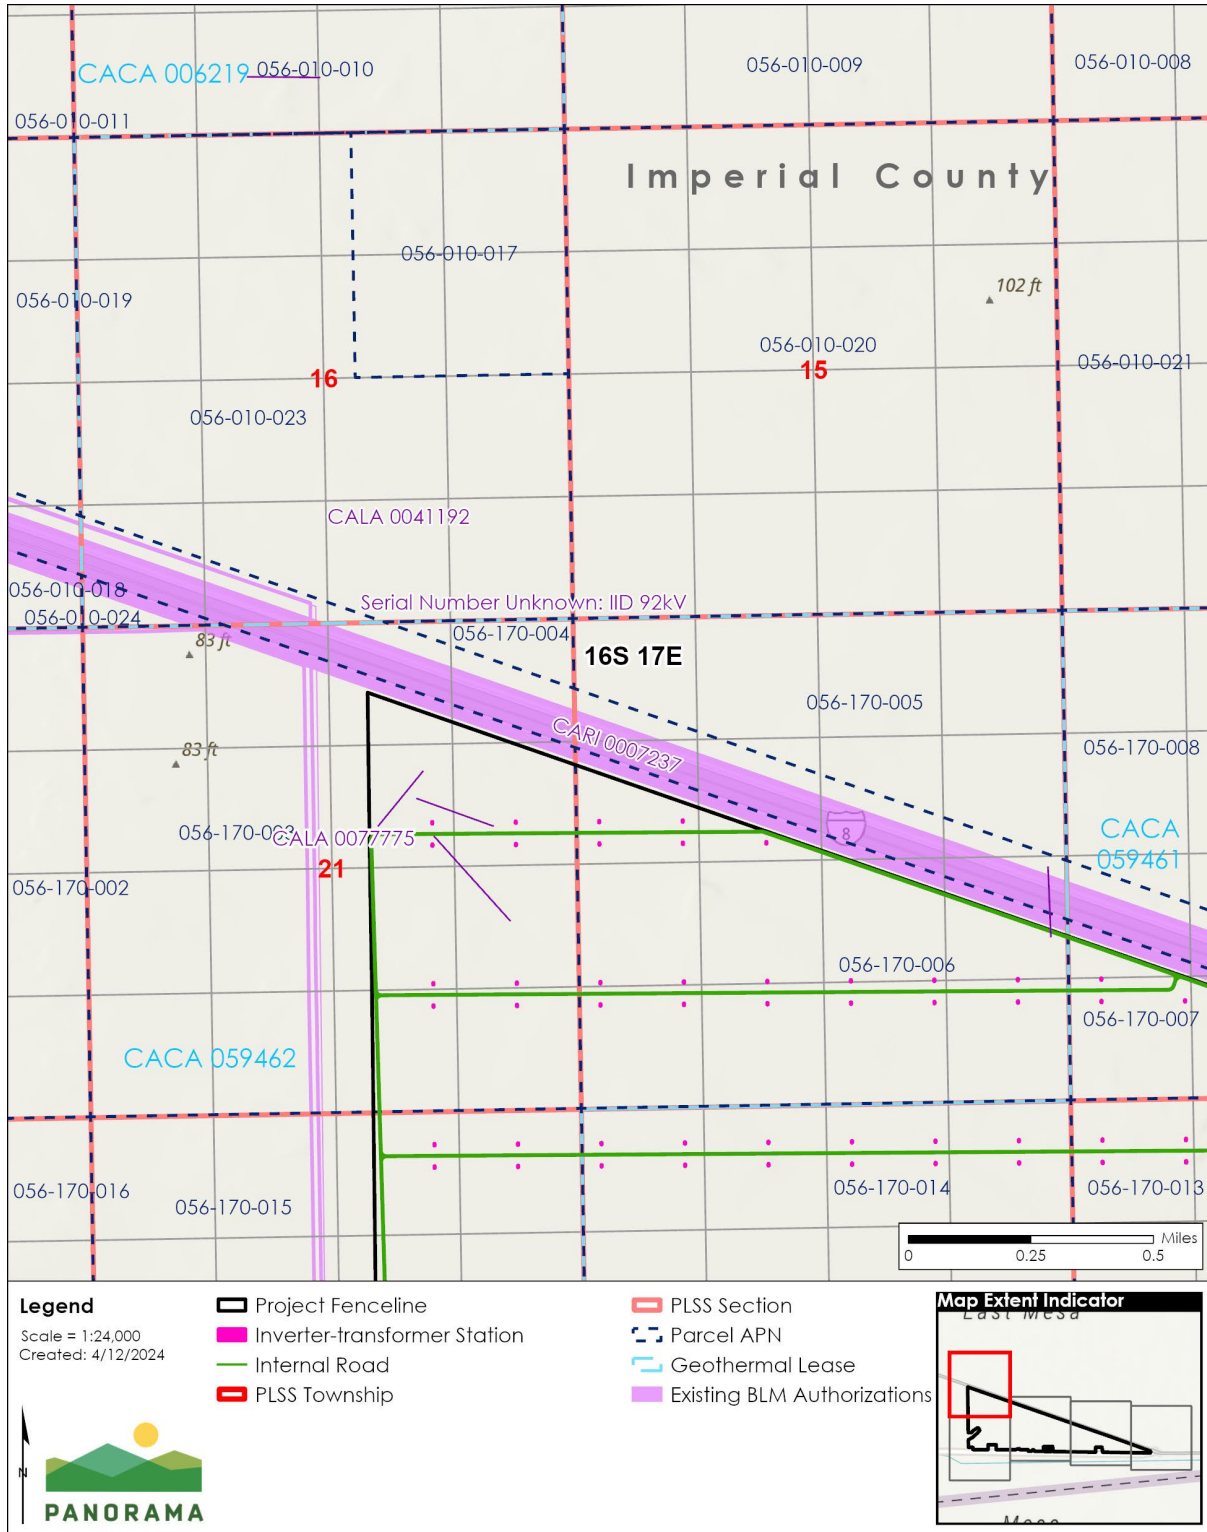 CACA 006219
056-010-010
056-010-009
056-010-008
056-010-011
Imperial County
056-010-017
056-010-019
102 ft
056-010-020
056-010-021
16
15
056-010-023
CALA 0041192
056-010-018
Serial Number Unknown: IID 92kV
056-010-024
056-170-004
83 ft
16S 17E
056-170-005
CARI 0007237
83 ft
056-170-008
8
CACA
059461
CALA 0077775
21
056-170-002
056-170-006
056-170-007
CACA 059462
056-170-016
056-170-015
056-170-014
056-170-013
Miles
0
0.25
0.5
Legend
Scale = 1:24,000
Created: 4/12/2024
Project Fenceline
Inverter-transformer Station
Internal Road
PLSS Township
PLSS Section
Parcel APN
Geothermal Lease
Existing BLM Authorizations
Map Extent Indicator
East Mesa
Mesa
N
PANORAMA